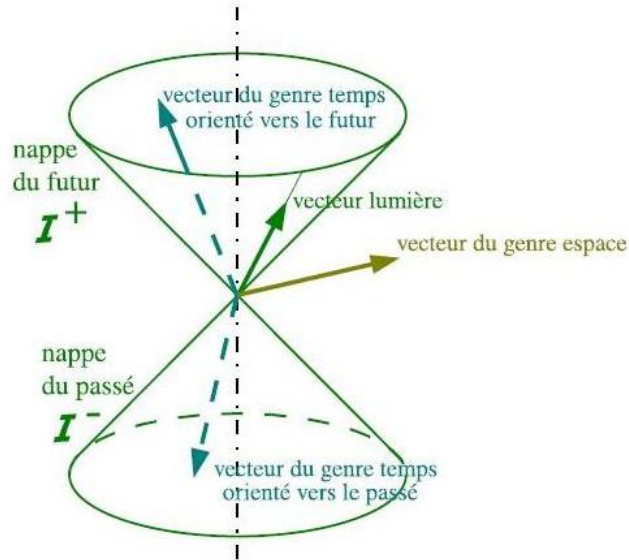 vecteur du genre temps
orienté vers le futur
nappe
du futur
I +
vecteur lumière
vecteur du genre espace
nappe
du passé
I -
vecteur du genre temps
orienté vers le passé